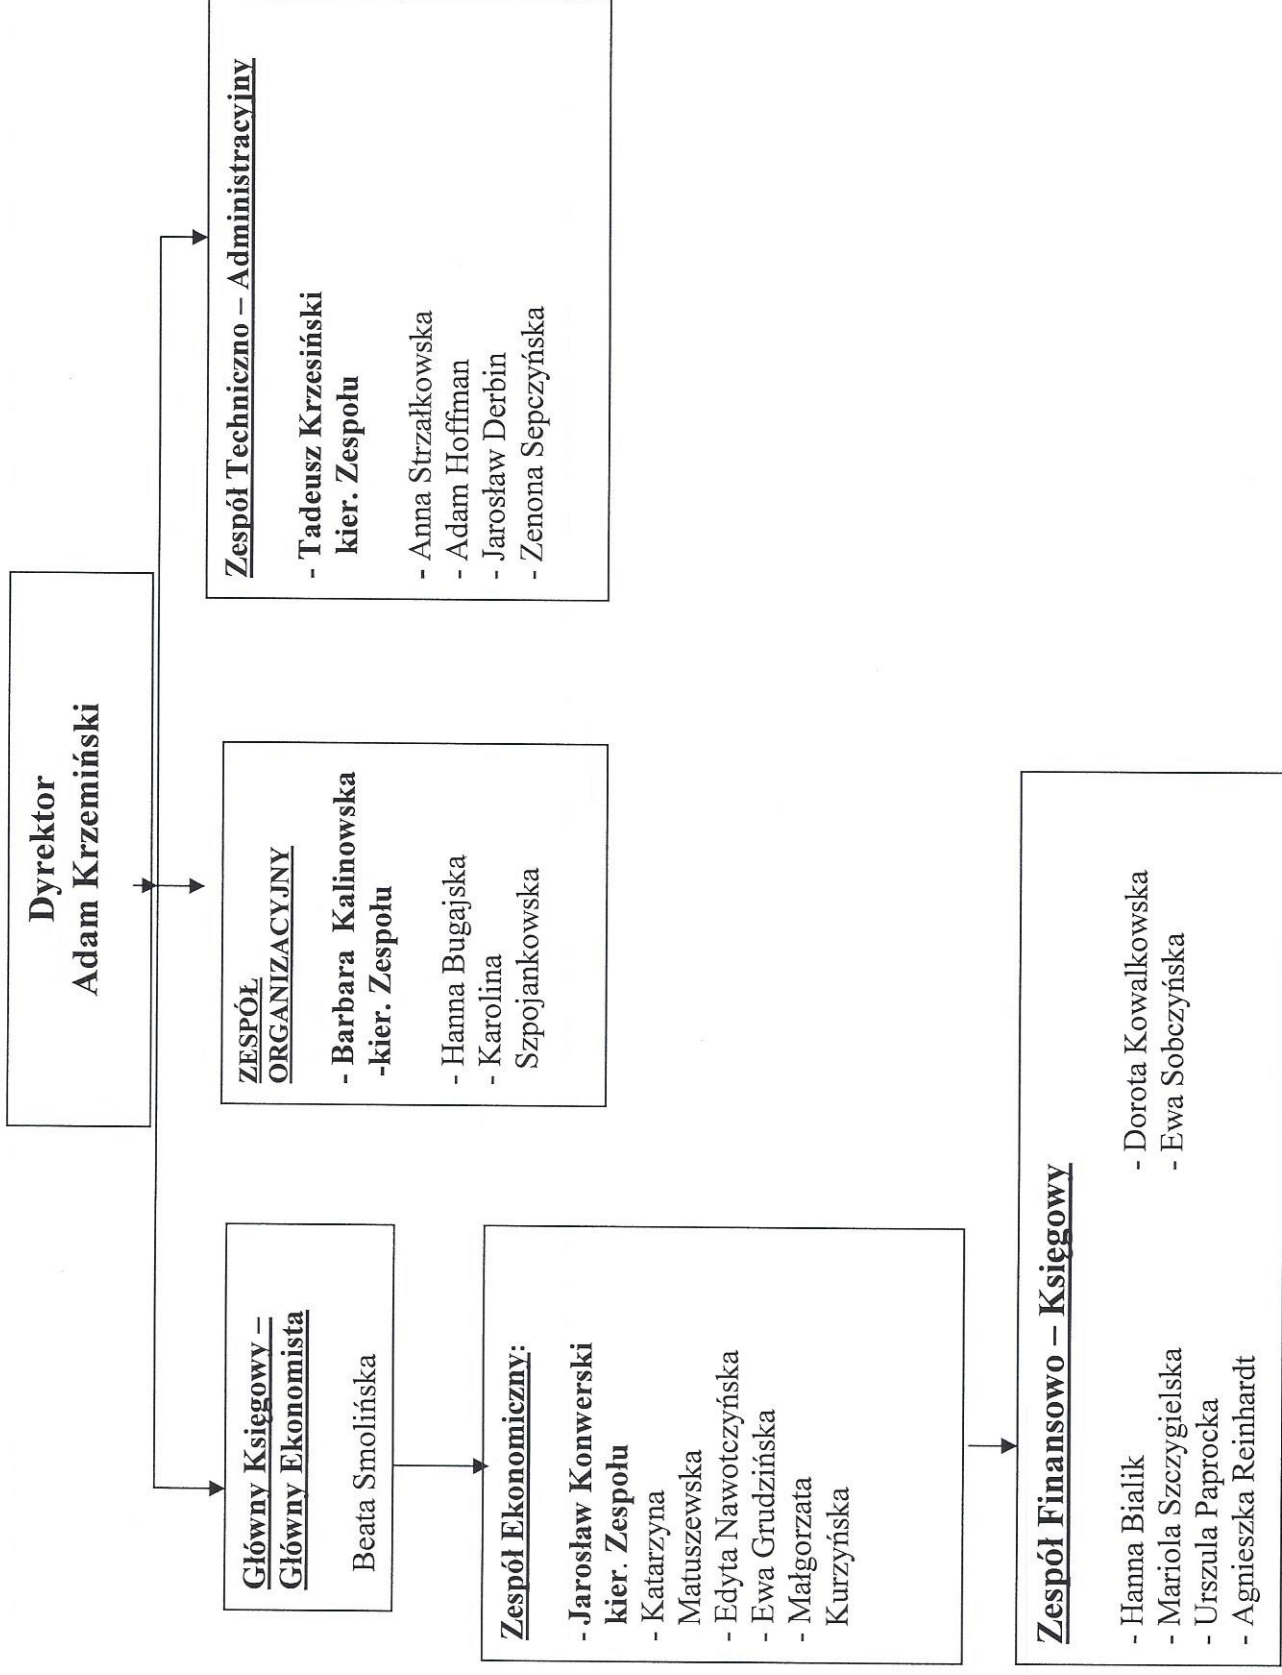 Dyrektor
Adam Krzemiński
Główny Księgowy –
Główny Ekonomista
Beata Smolińska
ZESPÓŁ
ORGANIZACYJNY
- Barbara Kalinowska
-kier. Zespołu
- Hanna Bugajska
- Karolina
Szpojankowska
Zespół Techniczno – Administracyjny
- Tadeusz Krzesiński
kier. Zespołu
- Anna Strzałkowska
- Adam Hoffman
- Jarosław Derbin
- Zenona Sepczyńska
Zespół Ekonomiczny:
- Jarosław Konwerski
kier. Zespołu
- Katarzyna
Matuszewska
- Edyta Nawotczyńska
- Ewa Grudzińska
- Małgorzata
Kurzyńska
Zespół Finansowo – Księgowy
- Hanna Bialik
- Mariola Szczygielska
- Urszula Paprocka
- Agnieszka Reinhardt
- Dorota Kowalkowska
- Ewa Sobczyńska